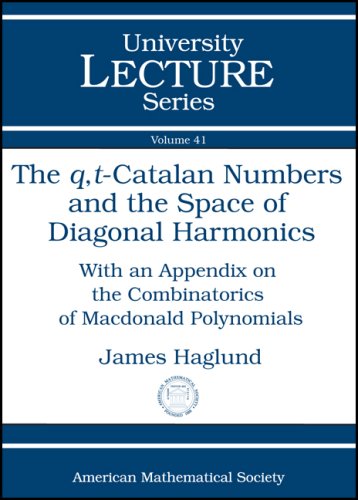 University
LECTURE
Series
Volume 41
The q,t-Catalan Numbers
and the Space of
Diagonal Harmonics
With an Appendix on
the Combinatorics
of Macdonald Polynomials
James Haglund
American Mathematical Society